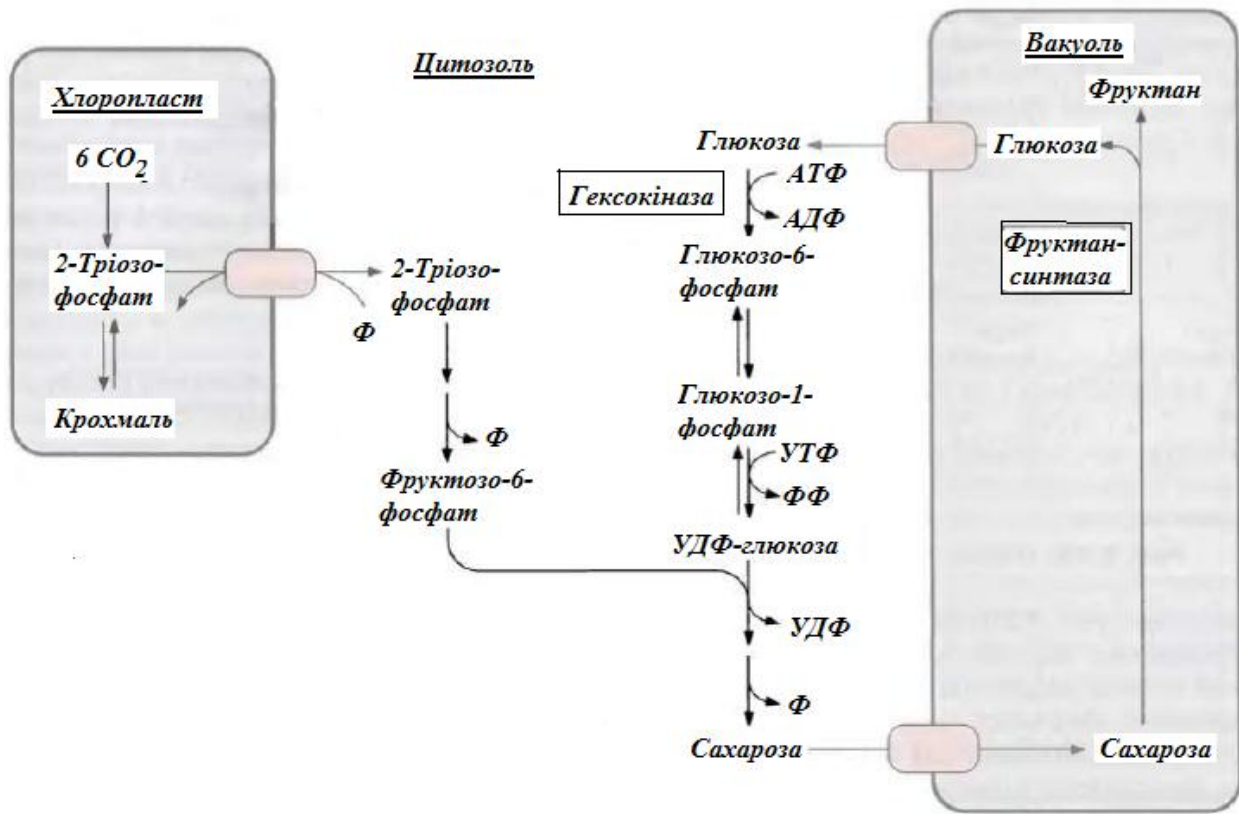 Хлоропласт
6 CO2
2-Тріозо-
фосфат
Крохмаль
Цитозоль
2-Тріозо-
фосфат
Ф
Ф
Фруктозо-6-
фосфат
Глюкоза
АТФ
Гексокіназа
АДФ
Глюкозо-6-
фосфат
Глюкозо-1-
фосфат
УТФ
ФФ
УДФ-глюкоза
УДФ
Ф
Сахароза
Вакуоль
Фруктан
Глюкоза
Фруктан-
синтаза
Сахароза